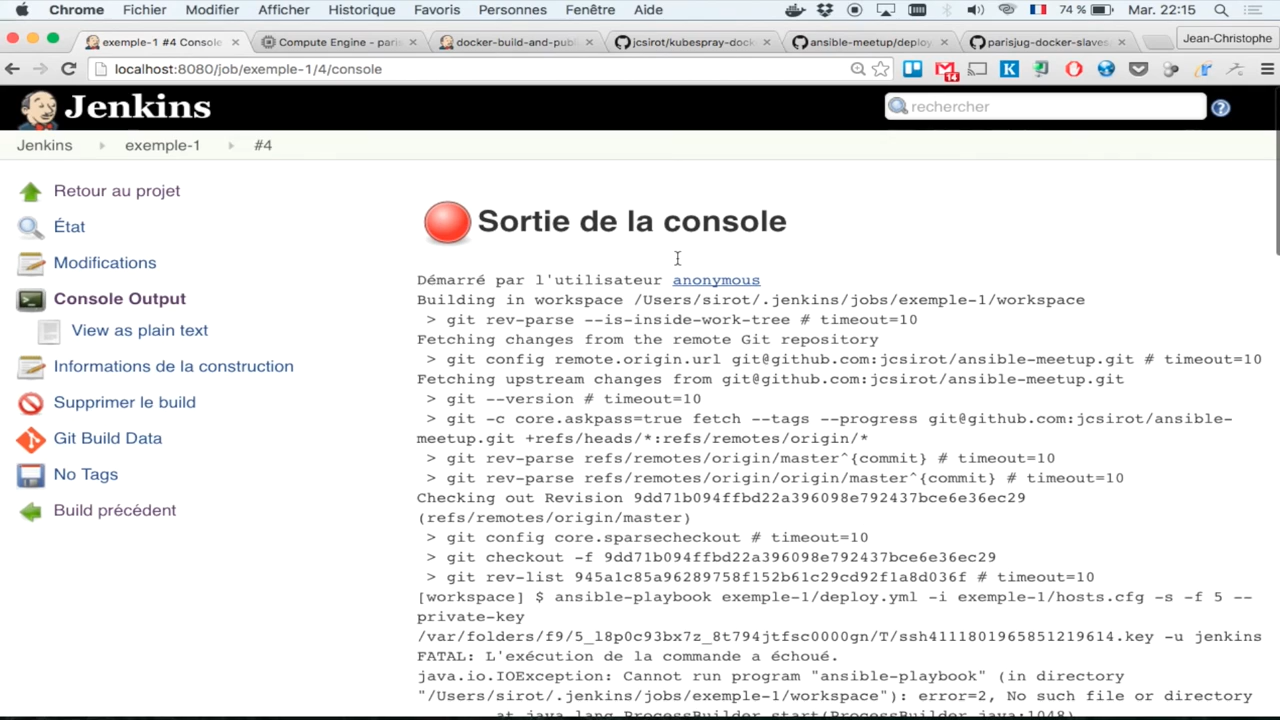 Chrome Fichier Modifier Afficher Historique Favoris Personnes Fenêtre Aide 74 % Mar. 22:15
exemple-1 #4 Console × Compute Engine - paris × docker-build-and-publ × jcsirot/kubespray-dock × ansible-meetup/deploy × parisjug-docker-slaves × Jean-Christophe
localhost:8080/job/exemple-1/4/console 14
Jenkins rechercher
Jenkins exemple-1 #4
Retour au projet
État
Modifications
Console Output
View as plain text
Informations de la construction
Supprimer le build
Git Build Data
No Tags
Build précédent
Sortie de la console
Démarré par l'utilisateur anonymous
Building in workspace /Users/sirot/.jenkins/jobs/exemple-1/workspace
> git rev-parse --is-inside-work-tree # timeout=10
Fetching changes from the remote Git repository
> git config remote.origin.url git@github.com:jcsirot/ansible-meetup.git # timeout=10
Fetching upstream changes from git@github.com:jcsirot/ansible-meetup.git
> git --version # timeout=10
> git -c core.askpass=true fetch --tags --progress git@github.com:jcsirot/ansible-
meetup.git +refs/heads/*:refs/remotes/origin/*
> git rev-parse refs/remotes/origin/master^{commit} # timeout=10
> git rev-parse refs/remotes/origin/origin/master^{commit} # timeout=10
Checking out Revision 9dd71b094ffbd22a396098e792437bce6e36ec29
(refs/remotes/origin/master)
> git config core.sparsecheckout # timeout=10
> git checkout -f 9dd71b094ffbd22a396098e792437bce6e36ec29
> git rev-list 945a1c85a96289758f152b61c29cd92f1a8d036f # timeout=10
[workspace] $ ansible-playbook exemple-1/deploy.yml -i exemple-1/hosts.cfg -s -f 5 --
private-key
/var/folders/f9/5_l8p0c93bx7z_8t794jtfsc0000gn/T/ssh4111801965851219614.key -u jenkins
FATAL: L'exécution de la commande a échoué.
java.io.IOException: Cannot run program "ansible-playbook" (in directory
"/Users/sirot/.jenkins/jobs/exemple-1/workspace"): error=2, No such file or directory
at java.lang.ProcessBuilder.start(ProcessBuilder.java:1048)